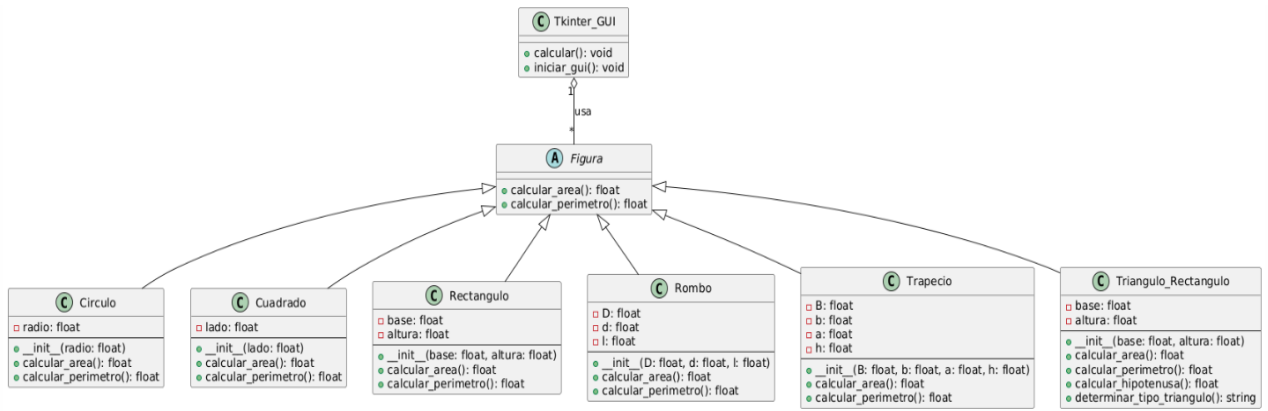 C Tkinter_GUI
calcular(): void
iniciar_gui(): void
1
usa
*
A Figura
calcular_area(): float
calcular_perimetro(): float
C Circulo
radio: float
__init__(radio: float)
calcular_area(): float
calcular_perimetro(): float
C Cuadrado
lado: float
__init__(lado: float)
calcular_area(): float
calcular_perimetro(): float
C Rectangulo
base: float
altura: float
__init__(base: float, altura: float)
calcular_area(): float
calcular_perimetro(): float
C Rombo
D: float
d: float
l: float
__init__(D: float, d: float, l: float)
calcular_area(): float
calcular_perimetro(): float
C Trapecio
B: float
b: float
a: float
h: float
__init__(B: float, b: float, a: float, h: float)
calcular_area(): float
calcular_perimetro(): float
C Triangulo_Rectangulo
base: float
altura: float
__init__(base: float, altura: float)
calcular_area(): float
calcular_perimetro(): float
calcular_hipotenusa(): float
determinar_tipo_triangulo(): string